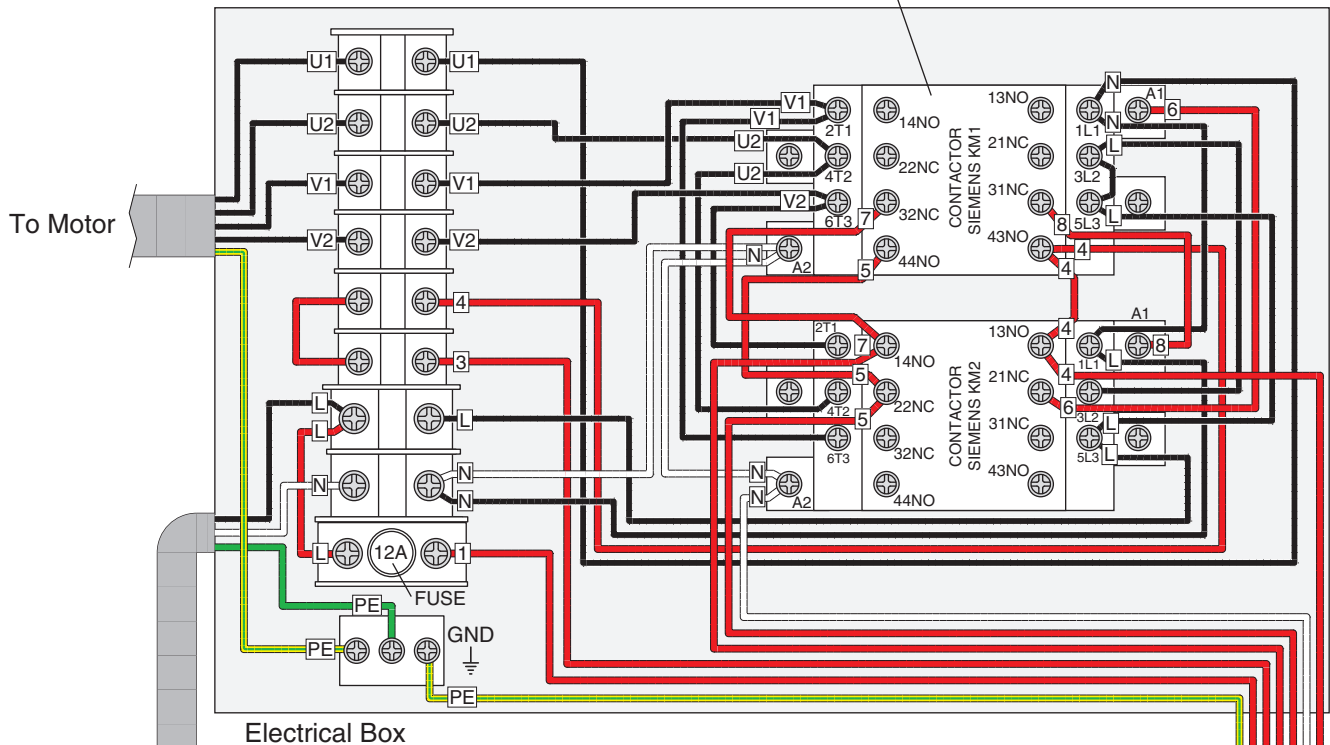 To Motor
U1
U1
U2
U2
V1
V1
V2
V2
4
3
L
L
L
N
N
N
L
12A
1
FUSE
PE
GND
PE
PE
Electrical Box
V1
V1
U2
U2
V2
7
5
N
2T1
4T2
6T3
A2
14NO
22NC
32NC
44NO
CONTACTOR
SIEMENS KM1
13NO
21NC
31NC
43NO
N
N
L
L
1L1
3L2
5L3
A1
6
8
4
4
2T1
7
5
5
4T2
6T3
N
N
A2
14NO
22NC
32NC
44NO
CONTACTOR
SIEMENS KM2
13NO
21NC
31NC
43NO
4
4
6
A1
8
1L1
L
3L2
L
5L3
L